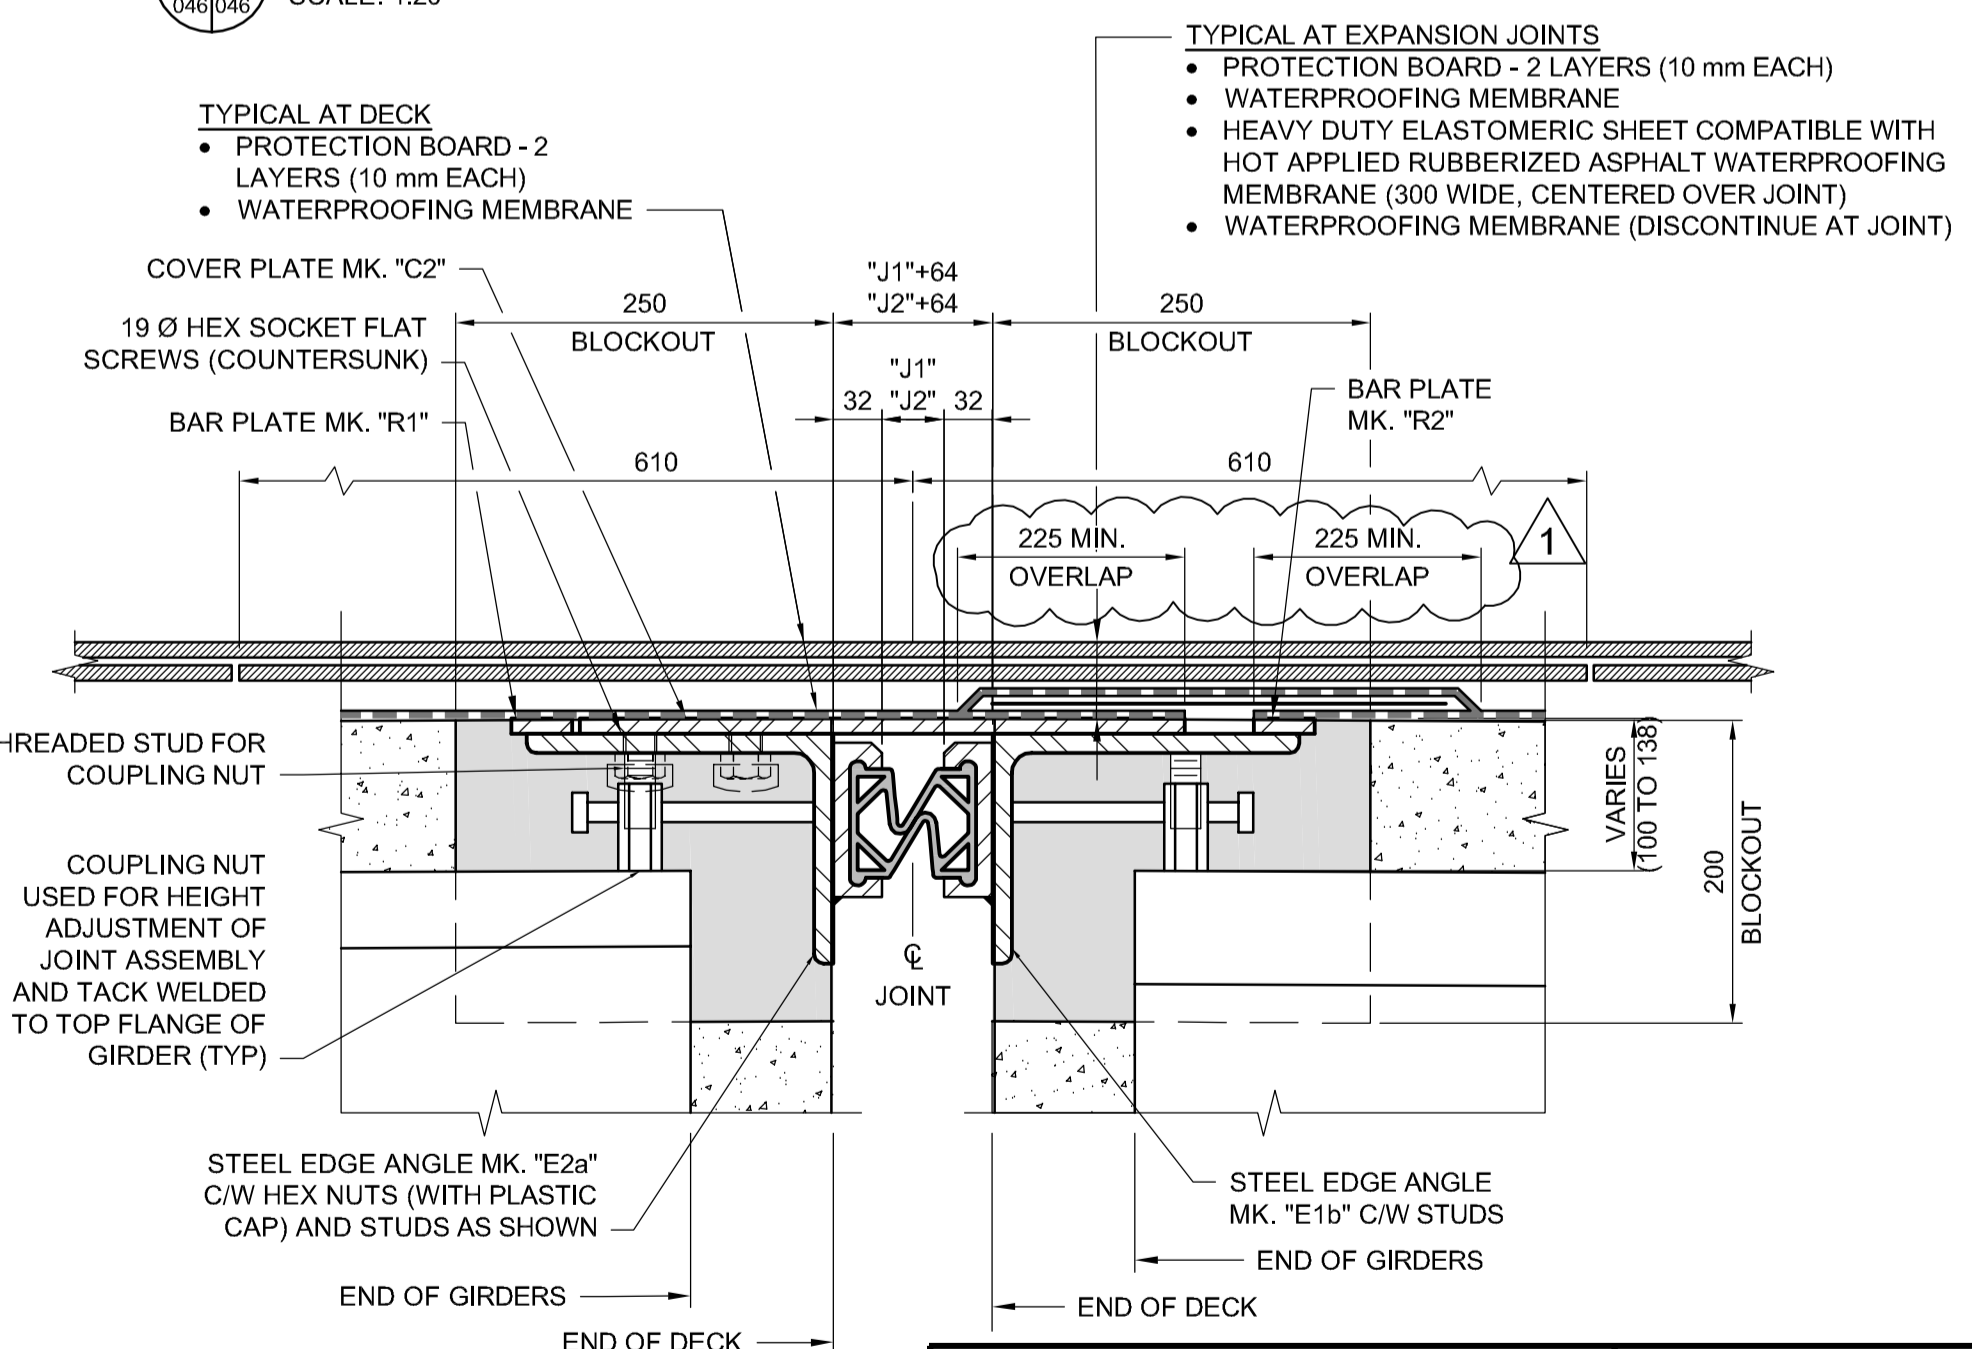 046 046
TYPICAL AT EXPANSION JOINTS
• PROTECTION BOARD - 2 LAYERS (10 mm EACH)
• WATERPROOFING MEMBRANE
• HEAVY DUTY ELASTOMERIC SHEET COMPATIBLE WITH
HOT APPLIED RUBBERIZED ASPHALT WATERPROOFING
MEMBRANE (300 WIDE, CENTERED OVER JOINT)
• WATERPROOFING MEMBRANE (DISCONTINUE AT JOINT)
TYPICAL AT DECK
• PROTECTION BOARD - 2
LAYERS (10 mm EACH)
• WATERPROOFING MEMBRANE
COVER PLATE MK. "C2"
19 Ø HEX SOCKET FLAT
SCREWS (COUNTERSUNK)
BAR PLATE MK. "R1"
250
BLOCKOUT
"J1"+64
"J2"+64
250
BLOCKOUT
"J1"
32 "J2" 32
BAR PLATE
MK. "R2"
610
610
225 MIN.
OVERLAP
225 MIN.
OVERLAP
1
HREADED STUD FOR
COUPLING NUT
COUPLING NUT
USED FOR HEIGHT
ADJUSTMENT OF
JOINT ASSEMBLY
AND TACK WELDED
TO TOP FLANGE OF
GIRDER (TYP)
VARIES
(100 TO 138)
200
BLOCKOUT
℄
JOINT
STEEL EDGE ANGLE MK. "E2a"
C/W HEX NUTS (WITH PLASTIC
CAP) AND STUDS AS SHOWN
STEEL EDGE ANGLE
MK. "E1b" C/W STUDS
END OF GIRDERS
END OF GIRDERS
END OF DECK
END OF DECK